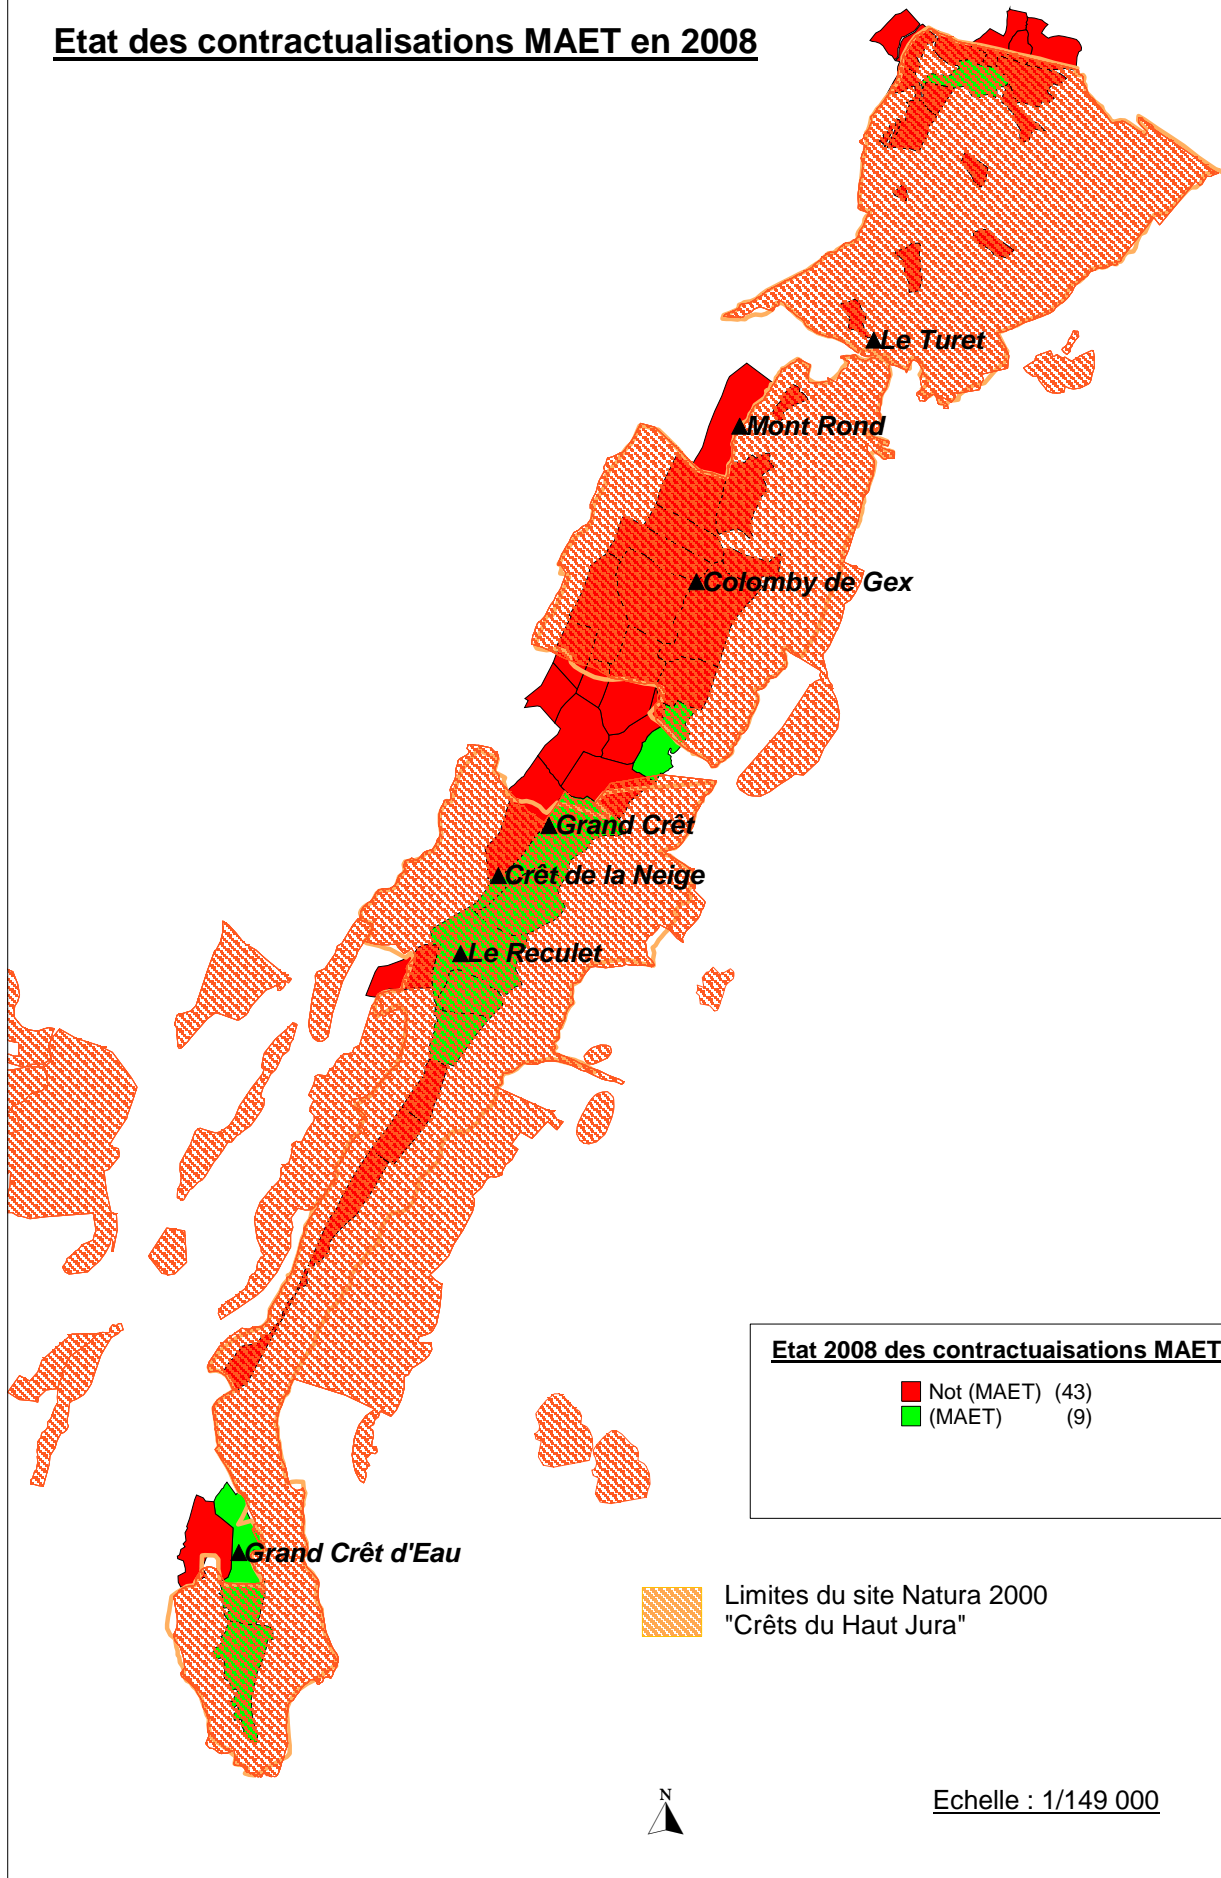 Etat des contractualisations MAET en 2008
Le Turet
Mont Rond
Colomby de Gex
Grand Crêt
Crêt de la Neige
Le Reculet
Etat 2008 des contractuaisations MAET
Not (MAET) (43)
(MAET) (9)
Grand Crêt d'Eau
Limites du site Natura 2000
"Crêts du Haut Jura"
N
Echelle : 1/149 000